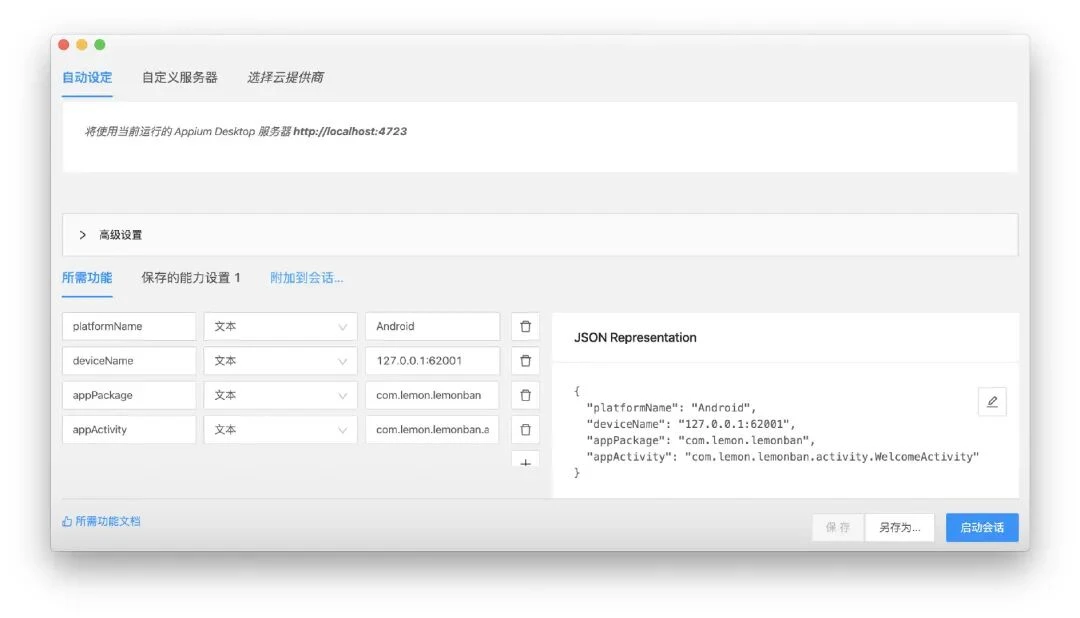 自动设定 自定义服务器 选择云提供商
将使用当前运行的 Appium Desktop 服务器 http://localhost:4723
高级设置
所需功能 保存的能力设置 1 附加到会话...
platformName 文本 Android
deviceName 文本 127.0.0.1:62001
appPackage 文本 com.lemon.lemonban
appActivity 文本 com.lemon.lemonban.a
JSON Representation
{
"platformName": "Android",
"deviceName": "127.0.0.1:62001",
"appPackage": "com.lemon.lemonban",
"appActivity": "com.lemon.lemonban.activity.WelcomeActivity"
}
所需功能文档
保 存 另存为... 启动会话